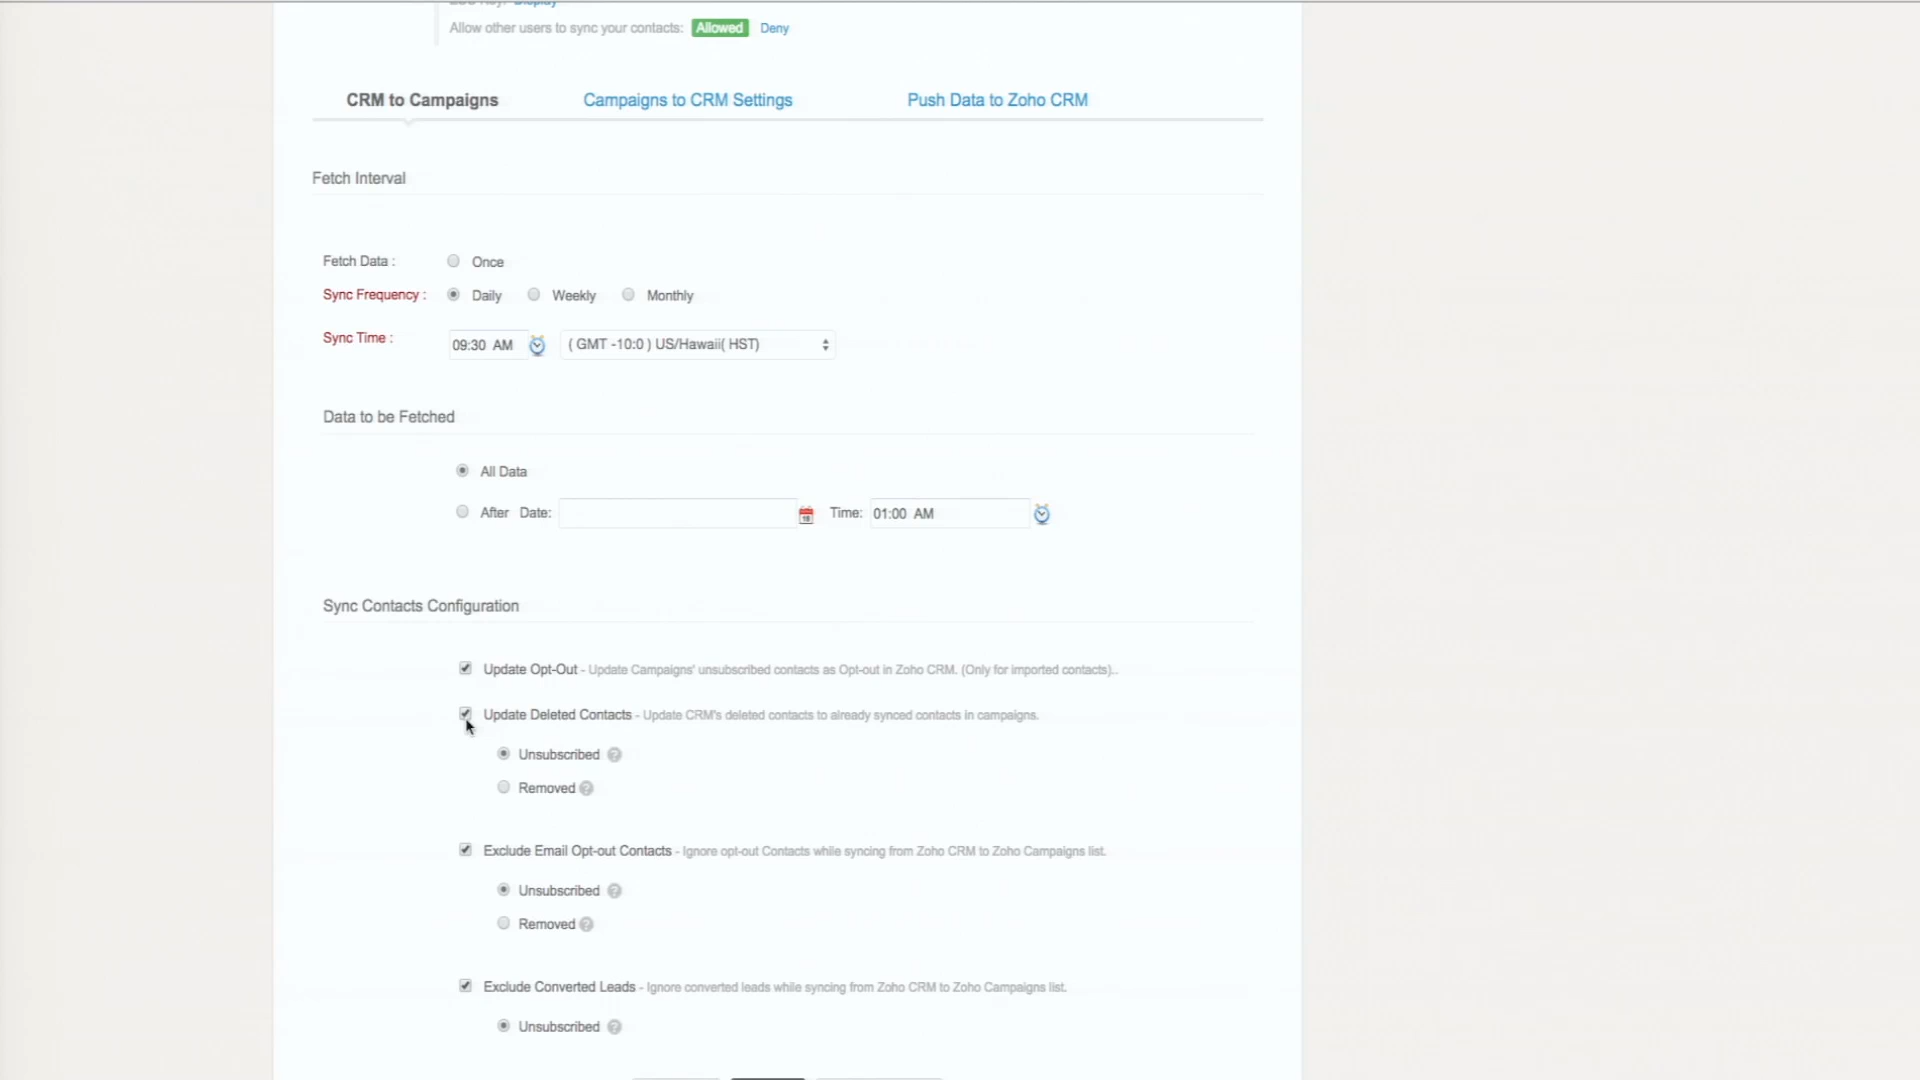 Allow other users to sync your contacts: Allowed Deny
CRM to Campaigns Campaigns to CRM Settings Push Data to Zoho CRM
Fetch Interval
Fetch Data : Once
Sync Frequency : Daily Weekly Monthly
Sync Time : 09:30 AM ( GMT -10:0 ) US/Hawaii( HST)
Data to be Fetched
All Data
After Date: Time: 01:00 AM
Sync Contacts Configuration
Update Opt-Out - Update Campaigns' unsubscribed contacts as Opt-out in Zoho CRM. (Only for imported contacts)..
Update Deleted Contacts - Update CRM's deleted contacts to already synced contacts in campaigns.
Unsubscribed ?
Removed ?
Exclude Email Opt-out Contacts - Ignore opt-out Contacts while syncing from Zoho CRM to Zoho Campaigns list.
Unsubscribed ?
Removed ?
Exclude Converted Leads - Ignore converted leads while syncing from Zoho CRM to Zoho Campaigns list.
Unsubscribed ?